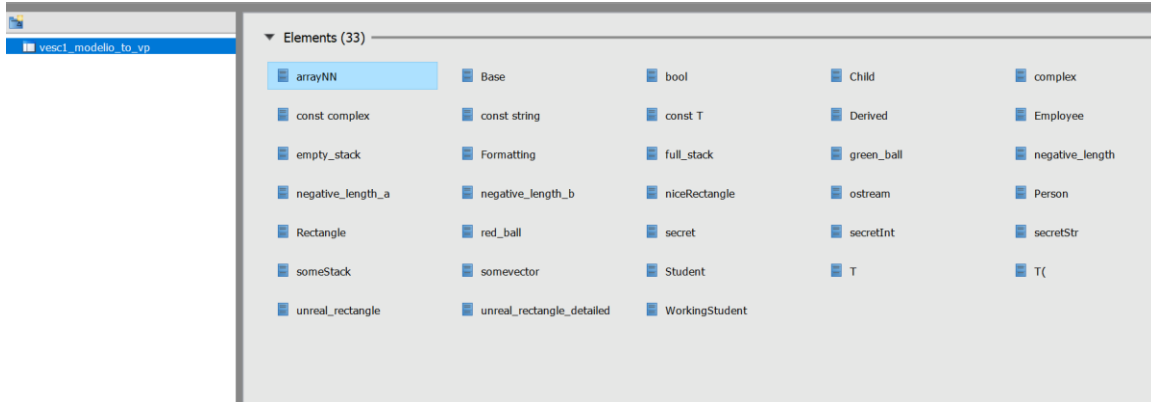 vesc1_modelio_to_vp
Elements (33)
arrayNN Base bool Child complex
const complex const string const T Derived Employee
empty_stack Formatting full_stack green_ball negative_length
negative_length_a negative_length_b niceRectangle ostream Person
Rectangle red_ball secret secretInt secretStr
someStack somevector Student T T(
unreal_rectangle unreal_rectangle_detailed WorkingStudent